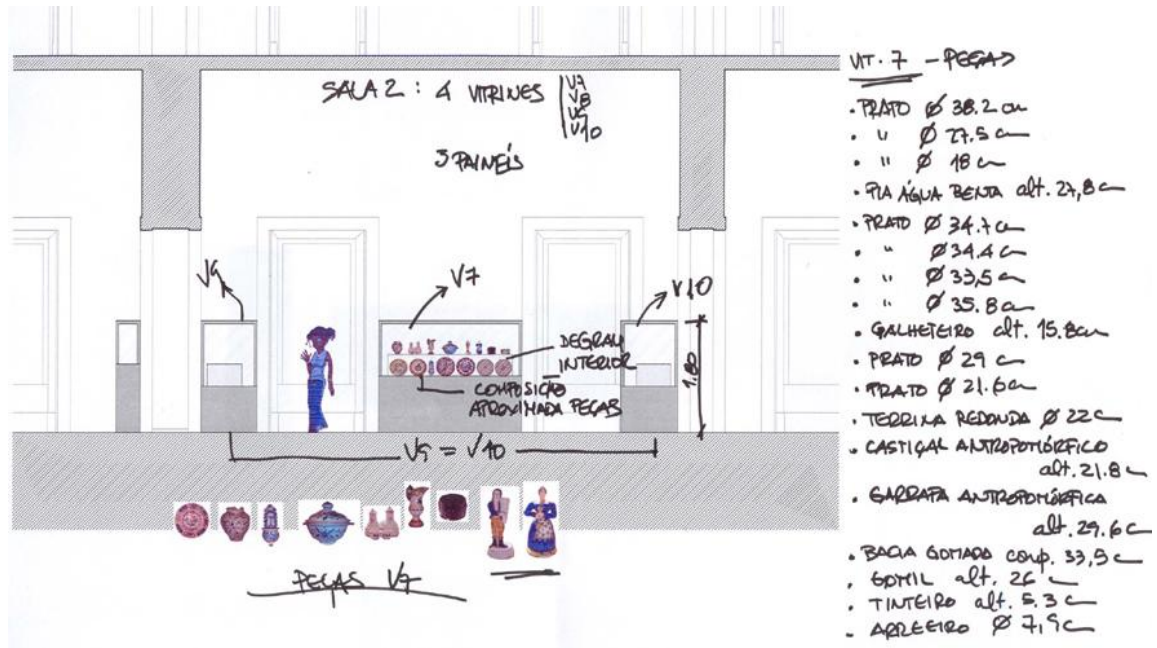 SALA 2 : 4 VITRINES
V7
V8
V9
V10
3 PAINÉIS
V9
V7
V10
DEGRAU
INTERIOR
COMPOSIÇÃO
APROXIMADA PEÇAS
1.80
V9 = V10
PEÇAS V7
VIT. 7 - PEÇAS
• PRATO Ø 38.2 cm
• " Ø 27.5 cm
• " Ø 18 cm
• PIA ÁGUA BENTA alt. 27,8 cm
• PRATO Ø 34.7 cm
• " Ø 34.4 cm
• " Ø 33,5 cm
• " Ø 35.8 cm
• GALHETEIRO alt. 15.8 cm
• PRATO Ø 29 cm
• PRATO Ø 21.6 cm
• TERRINA REDONDA Ø 22 cm
• CASTIÇAL ANTROPOMÓRFICO
alt. 21.8 cm
• GARRAFA ANTROPOMÓRFICA
alt. 29.6 cm
• BACIA GOMADA comp. 33,5 cm
• GOMIL alt. 26 cm
• TINTEIRO alt. 5.3 cm
• AREEIRO Ø 7,9 cm